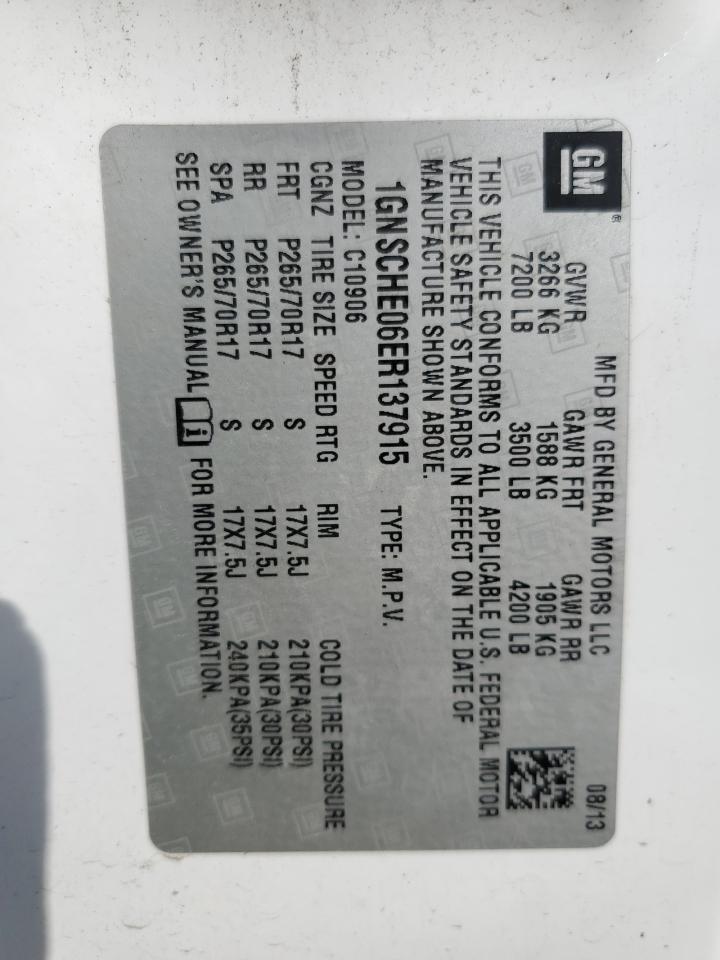 GM ®
MFD BY GENERAL MOTORS LLC 08/13
GVWR GAWR FRT GAWR RR
3266 KG 1588 KG 1905 KG
7200 LB 3500 LB 4200 LB
THIS VEHICLE CONFORMS TO ALL APPLICABLE U.S. FEDERAL MOTOR
VEHICLE SAFETY STANDARDS IN EFFECT ON THE DATE OF
MANUFACTURE SHOWN ABOVE.
1GNSCHE06ER137915 TYPE: M.P.V.
MODEL: C10906
CGNZ TIRE SIZE SPEED RTG RIM COLD TIRE PRESSURE
FRT P265/70R17 S 17X7.5J 210KPA(30PSI)
RR P265/70R17 S 17X7.5J 210KPA(30PSI)
SPA P265/70R17 S 17X7.5J 240KPA(35PSI)
SEE OWNER'S MANUAL i FOR MORE INFORMATION.